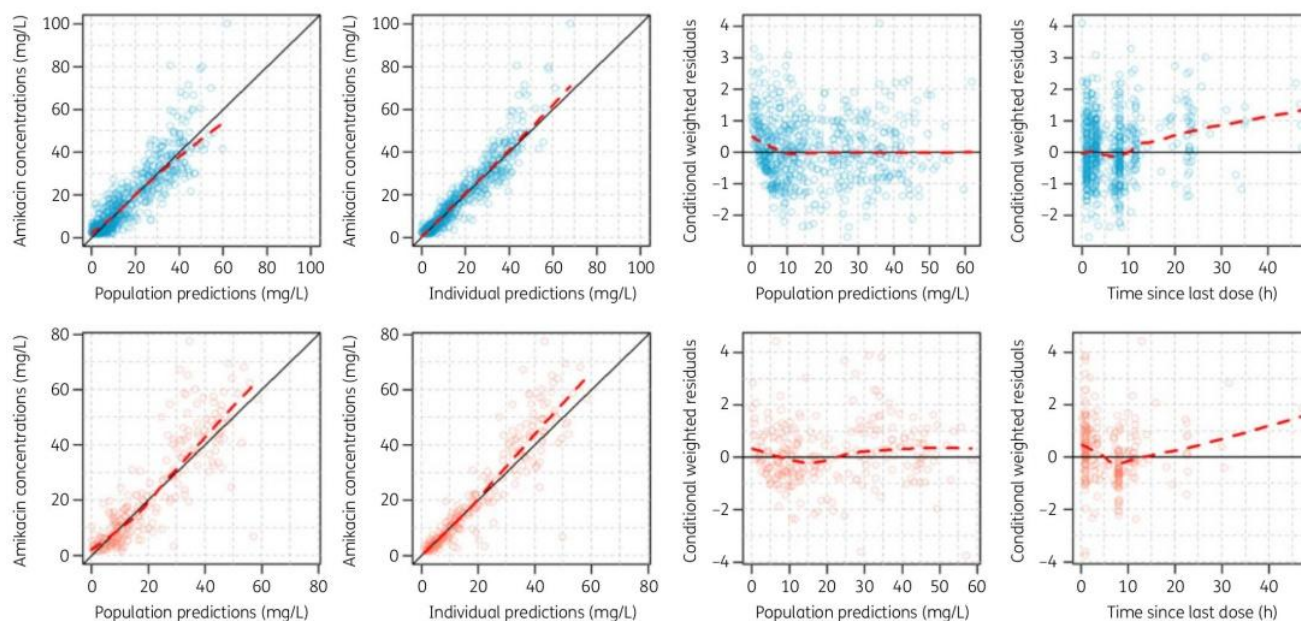 Amikacin concentrations (mg/L)
100
80
60
40
20
0
0 20 40 60 80 100
Population predictions (mg/L)
Amikacin concentrations (mg/L)
100
80
60
40
20
0
0 20 40 60 80 100
Individual predictions (mg/L)
Conditional weighted residuals
4
3
2
1
0
−1
−2
0 10 20 30 40 50 60
Population predictions (mg/L)
Conditional weighted residuals
4
3
2
1
0
−1
−2
0 10 20 30 40
Time since last dose (h)
Amikacin concentrations (mg/L)
80
60
40
20
0
0 20 40 60 80
Population predictions (mg/L)
Amikacin concentrations (mg/L)
80
60
40
20
0
0 20 40 60 80
Individual predictions (mg/L)
Conditional weighted residuals
4
2
0
−2
−4
0 10 20 30 40 50 60
Population predictions (mg/L)
Conditional weighted residuals
4
2
0
−2
−4
0 10 20 30 40
Time since last dose (h)